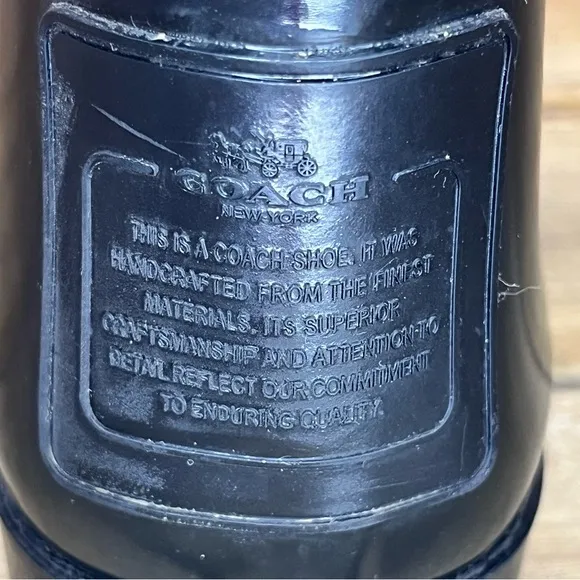 COACH
NEW YORK
THIS IS A COACH SHOE. IT WAS
HANDCRAFTED FROM THE FINEST
MATERIALS. ITS SUPERIOR
CRAFTSMANSHIP AND ATTENTION TO
DETAIL REFLECT OUR COMMITMENT
TO ENDURING QUALITY.